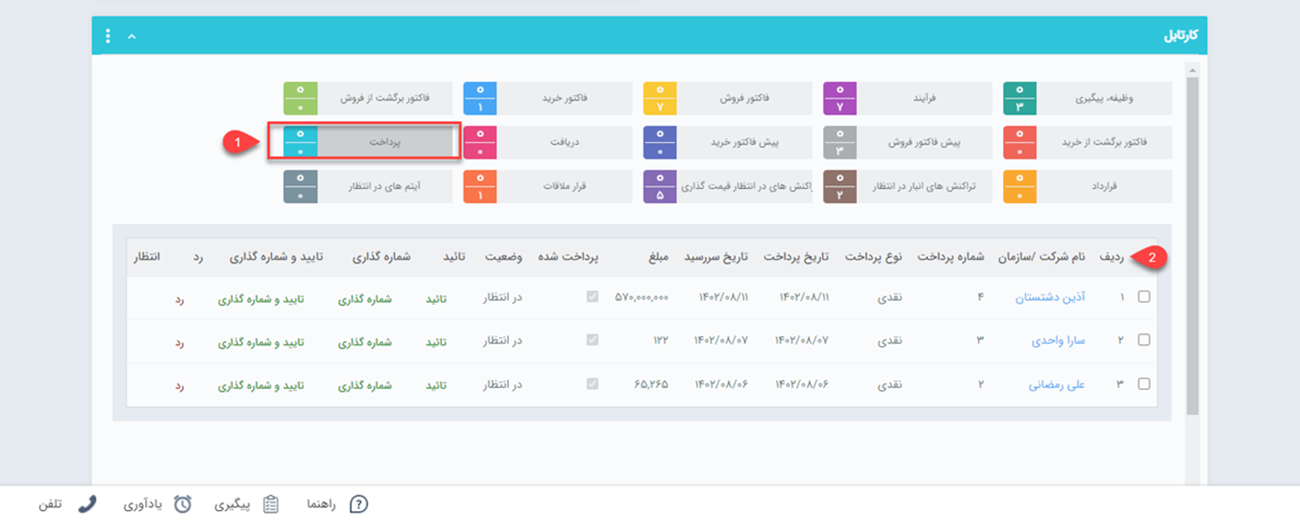 کارتابل
وظیفه، پیگیری ۰ ۳ فرآیند ۰ ۷ فاکتور فروش ۰ ۷ فاکتور خرید ۰ ۱ فاکتور برگشت از فروش ۰ ۰
فاکتور برگشت از خرید ۰ ۰ پیش فاکتور فروش ۰ ۳ پیش فاکتور خرید ۰ ۰ دریافت ۰ ۰ پرداخت ۰ ۰ 1
قرارداد ۰ ۰ تراکنش های انبار در انتظار ۰ ۲ راکنش های در انتظار قیمت گذاری ۰ ۵ قرار ملاقات ۰ ۱ آیتم های در انتظار ۰ ۰
2 ردیف نام شرکت /سازمان شماره پرداخت نوع پرداخت تاریخ پرداخت تاریخ سررسید مبلغ پرداخت شده وضعیت تائید شماره گذاری تایید و شماره گذاری رد انتظار
۱ آذین دشتستان ۴ نقدی ۱۴۰۲/۰۸/۱۱ ۱۴۰۲/۰۸/۱۱ ۵۷۰,۰۰۰,۰۰۰ در انتظار تائید شماره گذاری تایید و شماره گذاری رد
۲ سارا واحدی ۳ نقدی ۱۴۰۲/۰۸/۰۷ ۱۴۰۲/۰۸/۰۷ ۱۲۲ در انتظار تائید شماره گذاری تایید و شماره گذاری رد
۳ علی رمضانی ۲ نقدی ۱۴۰۲/۰۸/۰۶ ۱۴۰۲/۰۸/۰۶ ۶۵,۲۶۵ در انتظار تائید شماره گذاری تایید و شماره گذاری رد
راهنما پیگیری یادآوری تلفن